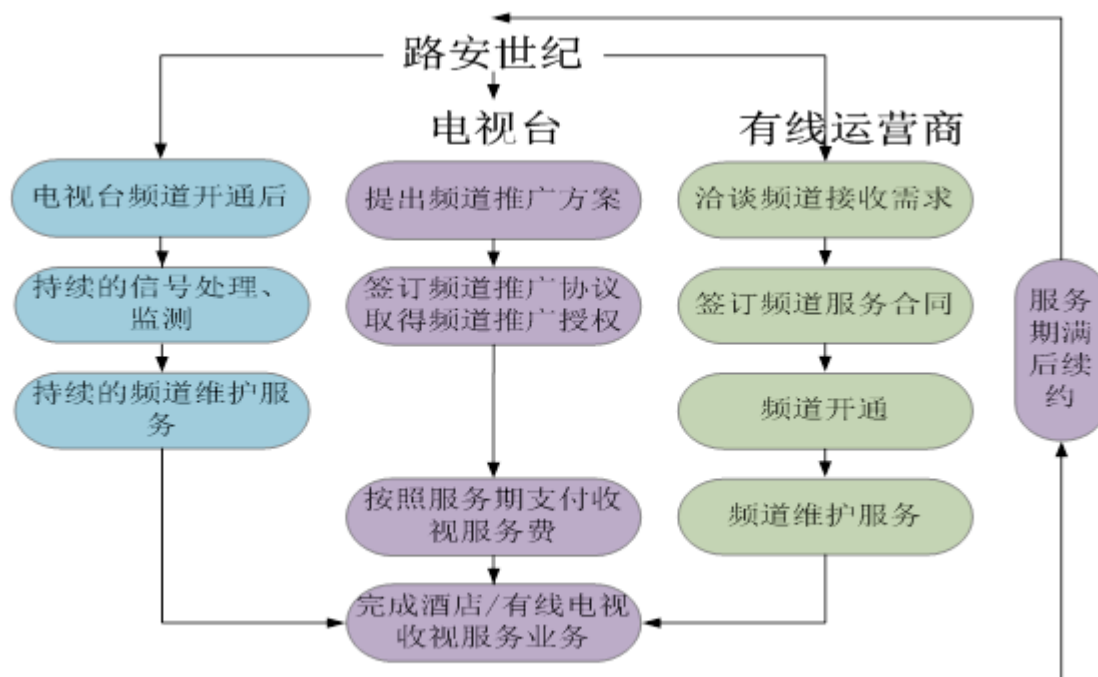 路安世纪
电视台
有线运营商
电视台频道开通后
提出频道推广方案
洽谈频道接收需求
持续的信号处理、
监测
签订频道推广协议
取得频道推广授权
签订频道服务合同
服务
期满
后续
约
持续的频道维护服
务
频道开通
按照服务期支付收
视服务费
频道维护服务
完成酒店/有线电视
收视服务业务